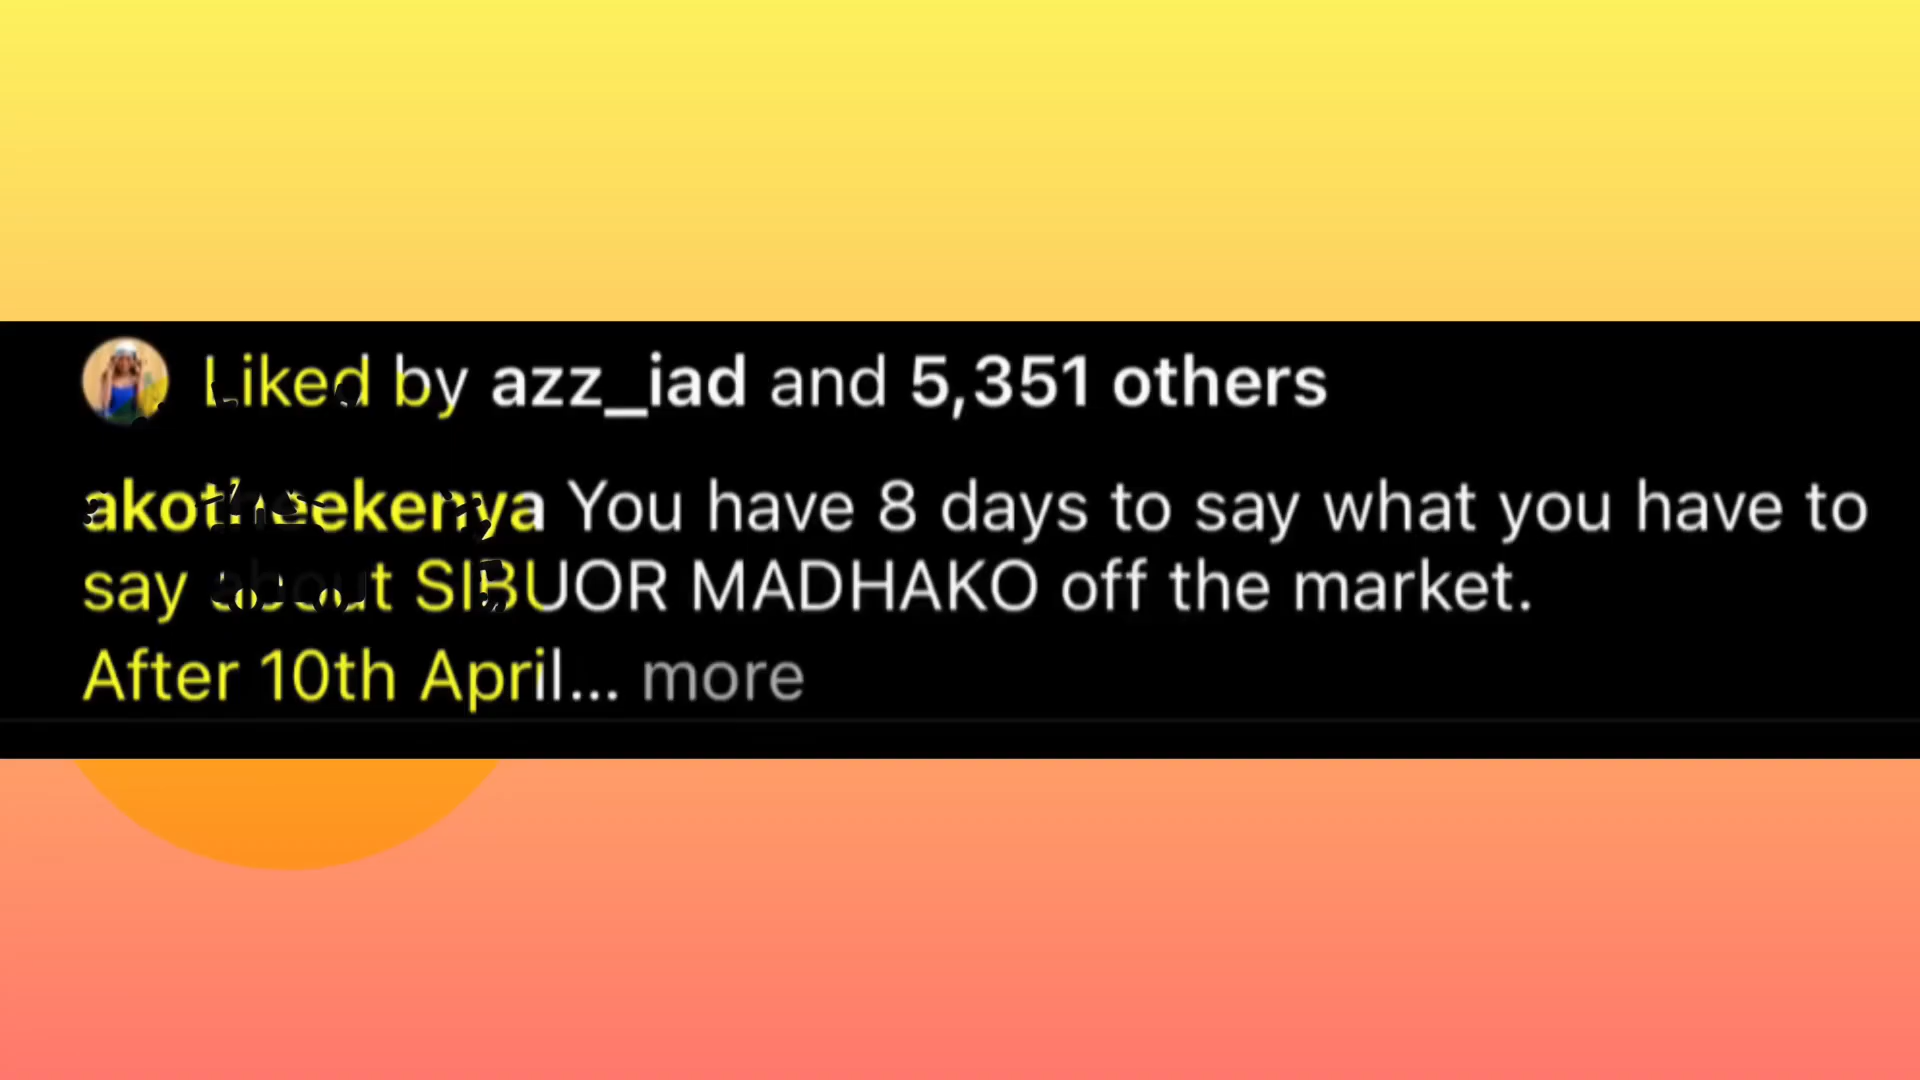 Liked by azz_iad and 5,351 others
akotheekenya You have 8 days to say what you have to
say about SIBUOR MADHAKO off the market.
After 10th April... more